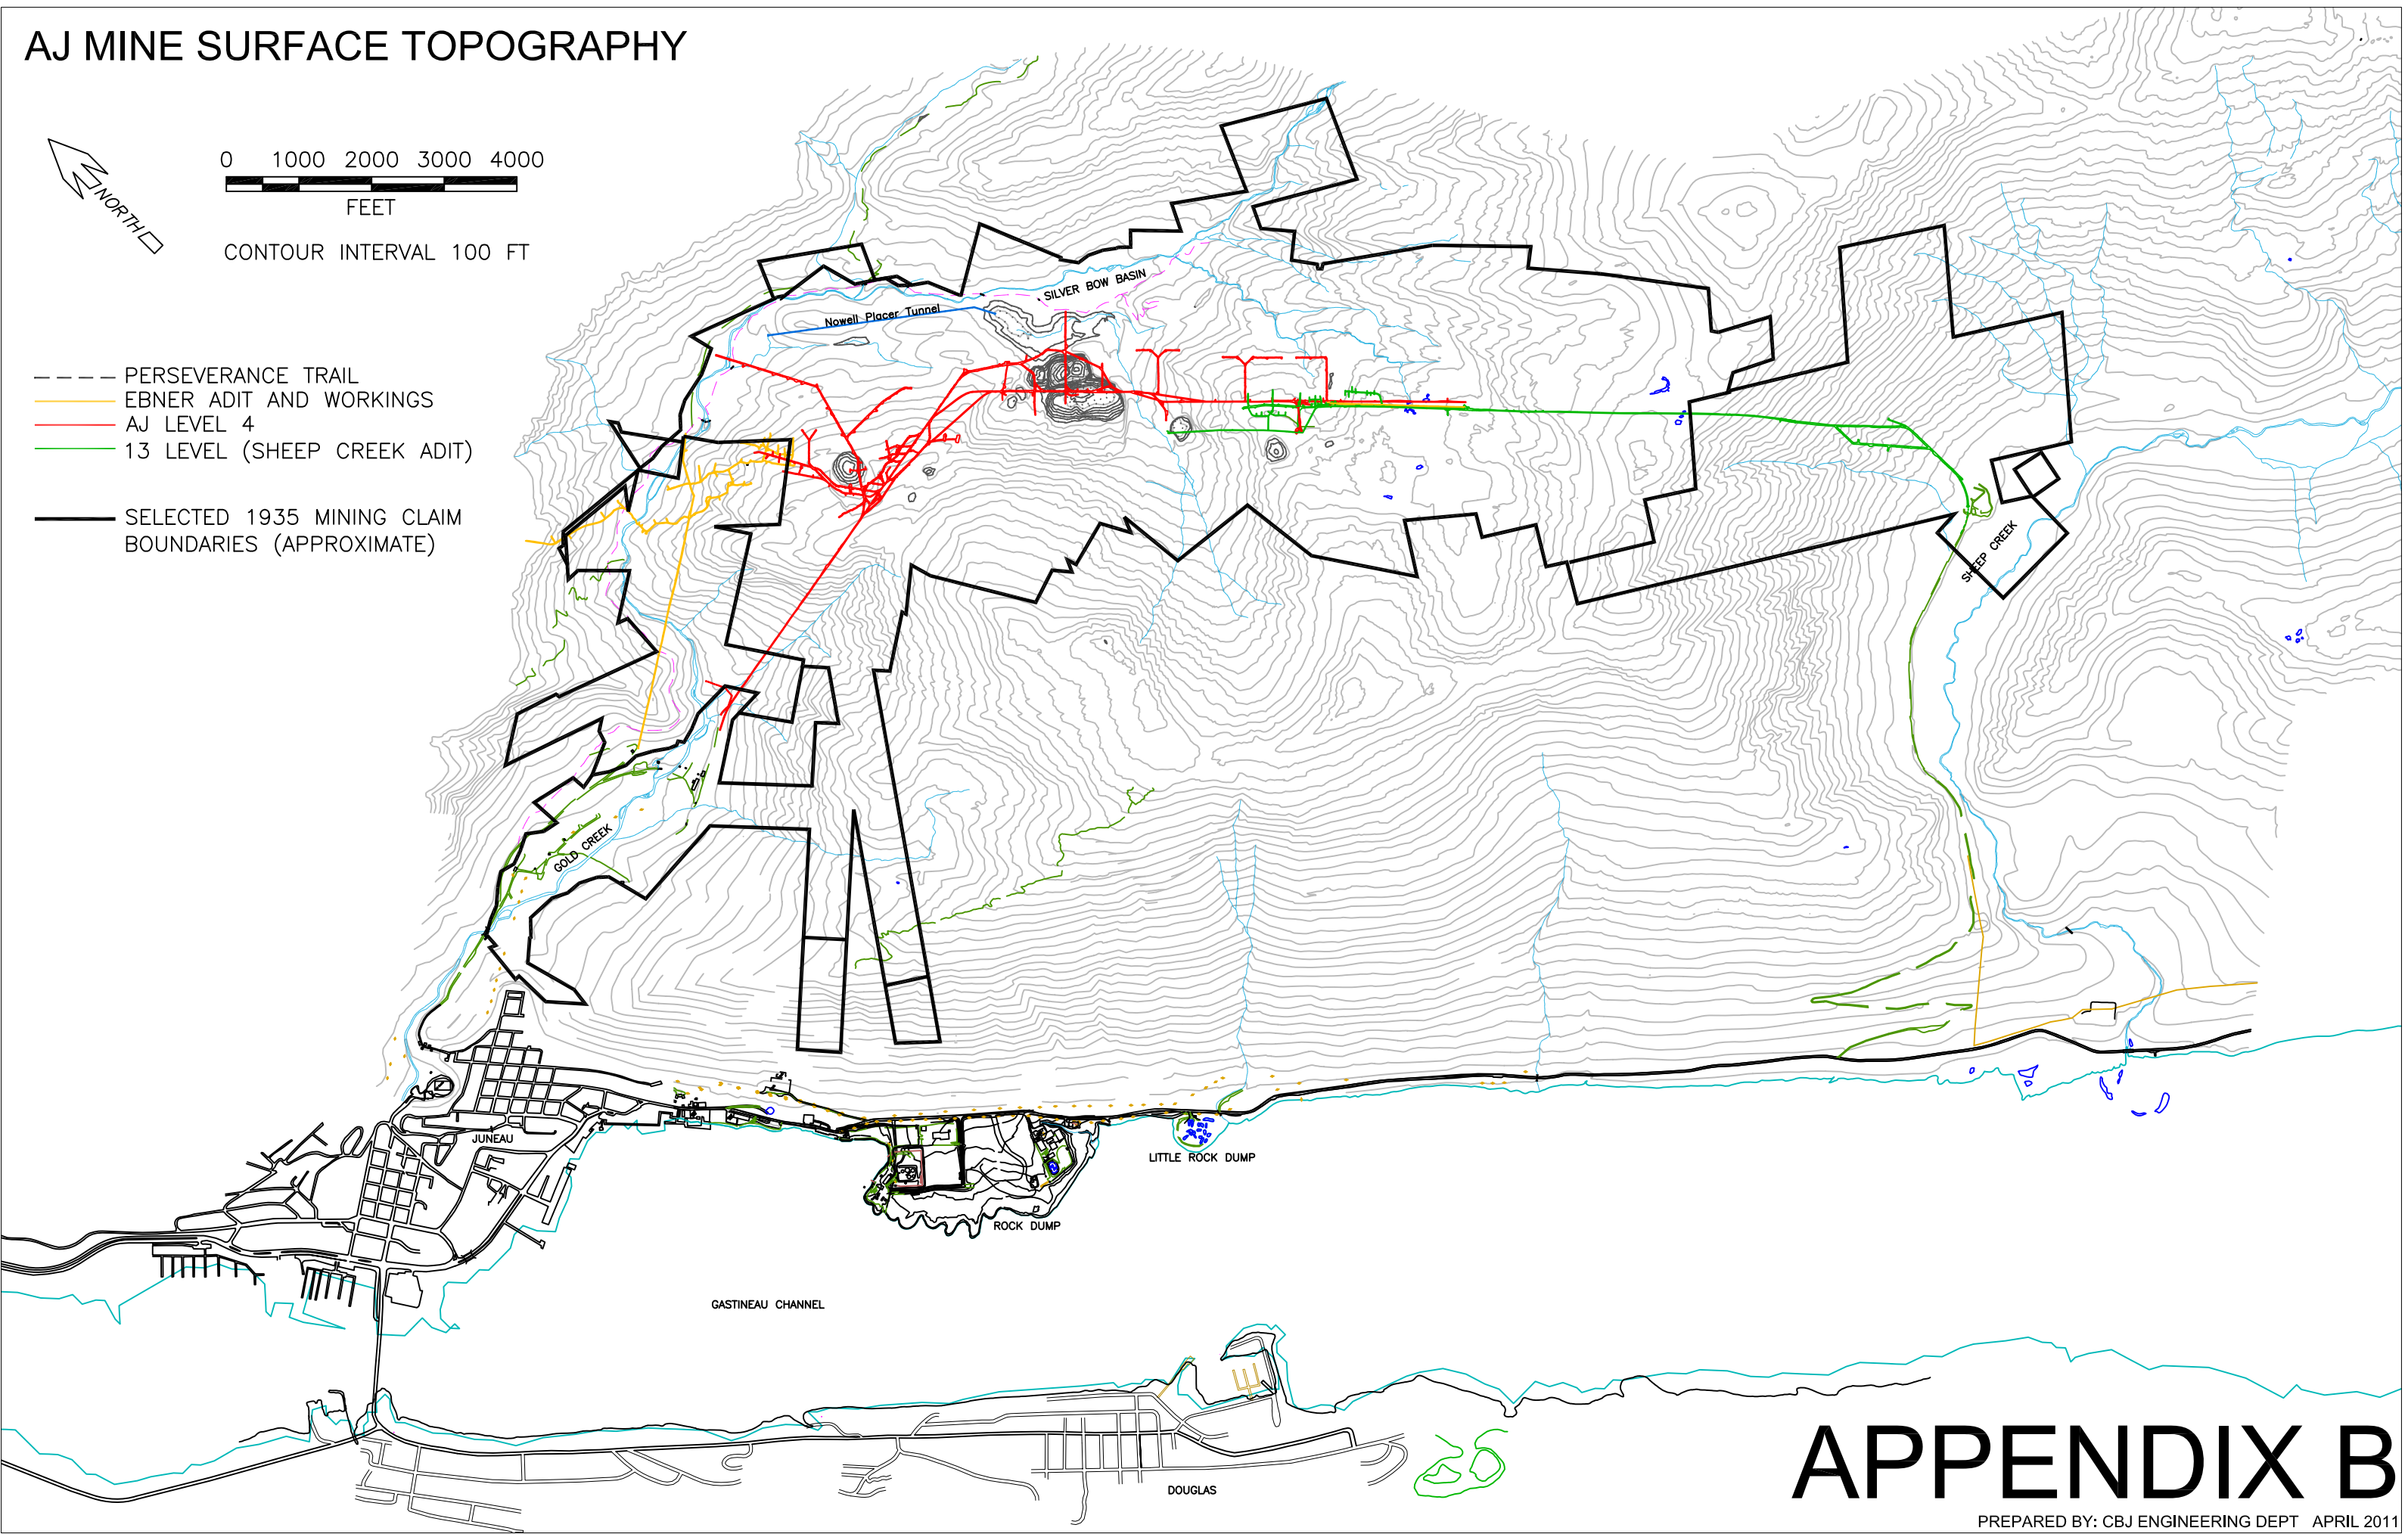 AJ MINE SURFACE TOPOGRAPHY
NORTH
0 1000 2000 3000 4000
FEET
CONTOUR INTERVAL 100 FT
PERSEVERANCE TRAIL
EBNER ADIT AND WORKINGS
AJ LEVEL 4
13 LEVEL (SHEEP CREEK ADIT)
SELECTED 1935 MINING CLAIM
BOUNDARIES (APPROXIMATE)
SILVER BOW BASIN
Nowell Placer Tunnel
SHEEP CREEK
GOLD CREEK
JUNEAU
LITTLE ROCK DUMP
ROCK DUMP
GASTINEAU CHANNEL
DOUGLAS
APPENDIX B
PREPARED BY: CBJ ENGINEERING DEPT APRIL 2011